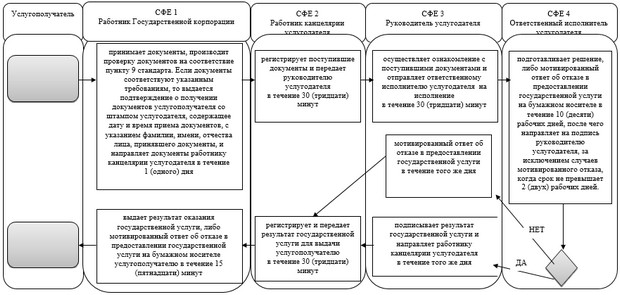 Услугополучатель
СФЕ 1
Работник Государственной корпорации
СФЕ 2
Работник канцелярии
услугодателя
СФЕ 3
Руководитель услугодателя
СФЕ 4
Ответственный исполнитель
услугодателя
принимает документы, производит
проверку документов на соответствие
пункту 9 стандарта. Если документы
соответствуют указанным
требованиям, то выдается
подтверждение о получении
документов услугополучателя со
штампом услугодателя, содержащее
дату и время приема документов, с
указанием фамилии, имени, отчества
лица, принявшего документы, и
направляет документы работнику
канцелярии услугодателя в течение
1 (одного) дня
регистрирует поступившие
документы и передает
руководителю
услугодателя
в течение 30 (тридцати)
минут
осуществляет ознакомление с
поступившими документами и
отправляет ответственному
исполнителю услугодателя на
исполнение
в течение 30 (тридцати) минут
подготавливает решение,
либо мотивированный
ответ об отказе в
предоставлении
государственной услуги
на бумажном носителе в
течение 10 (десяти)
рабочих дней, после чего
направляет на подпись
руководителю
услугодателя, за
исключением случаев
мотивированного отказа,
когда срок не превышает
2 (двух) рабочих дней.
мотивированный ответ об
отказе в предоставлении
государственной услуги
в течение того же дня
выдает результат оказания
государственной услуги, либо
мотивированный ответ об отказе в
предоставлении государственной
услуги на бумажном носителе
услугополучателю в течение 15
(пятнадцати) минут
регистрирует и передает
результат государственной
услуги для выдачи
услугополучателю
в течение 30 (тридцати)
минут
подписывает результат
государственной услуги и
направляет работнику
канцелярии услугодателя
в течение того же дня
НЕТ
ДА